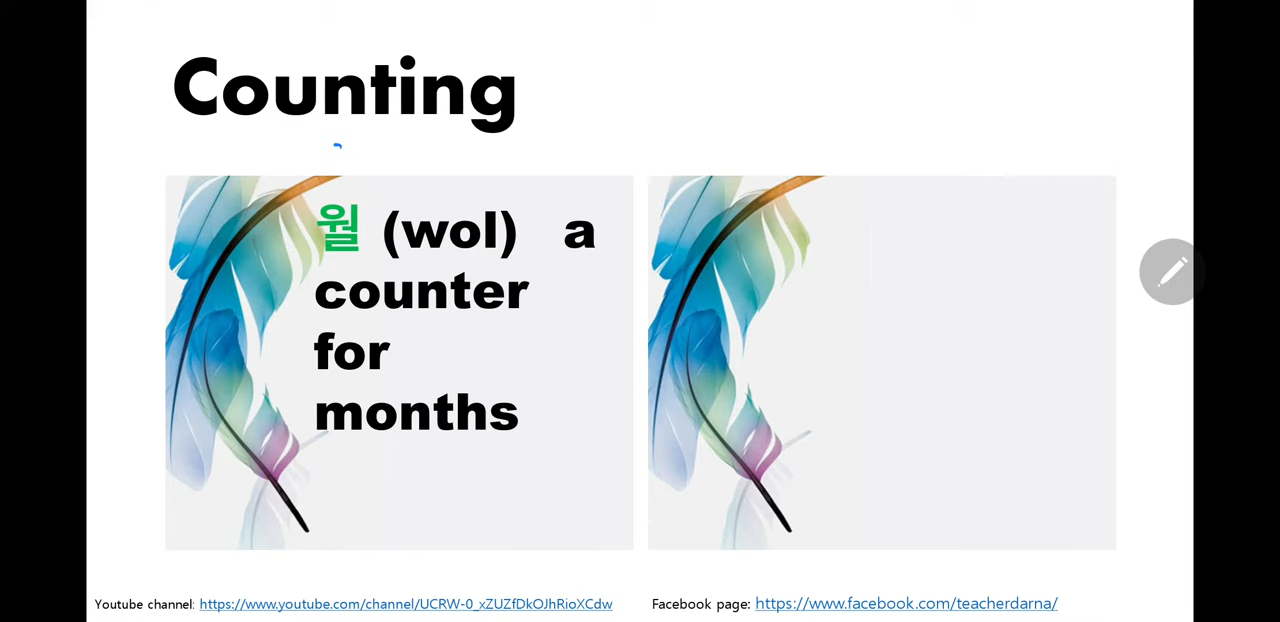 Counting
월 (wol) a
counter
for
months
Youtube channel: https://www.youtube.com/channel/UCRW-0_xZUZfDkOJhRioXCdw
Facebook page: https://www.facebook.com/teacherdarna/